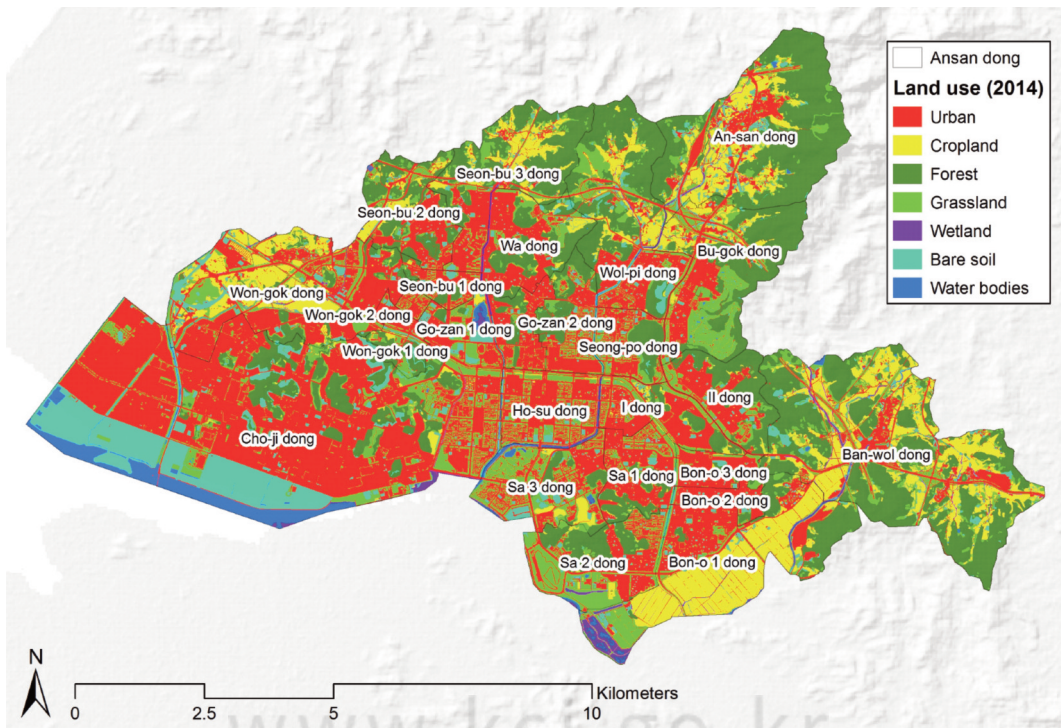 Ansan dong
Land use (2014)
Urban
Cropland
Forest
Grassland
Wetland
Bare soil
Water bodies
An-san dong
Seon-bu 3 dong
Seon-bu 2 dong
Wa dong
Bu-gok dong
Wol-pi dong
Seon-bu 1 dong
Won-gok dong
Won-gok 2 dong
Go-zan 1 dong
Go-zan 2 dong
Won-gok 1 dong
Seong-po dong
Ho-su dong
I dong
Il dong
Cho-ji dong
Ban-wol dong
Sa 3 dong
Sa 1 dong
Bon-o 3 dong
Bon-o 2 dong
Sa 2 dong
Bon-o 1 dong
N
Kilometers
0 2.5 5 10